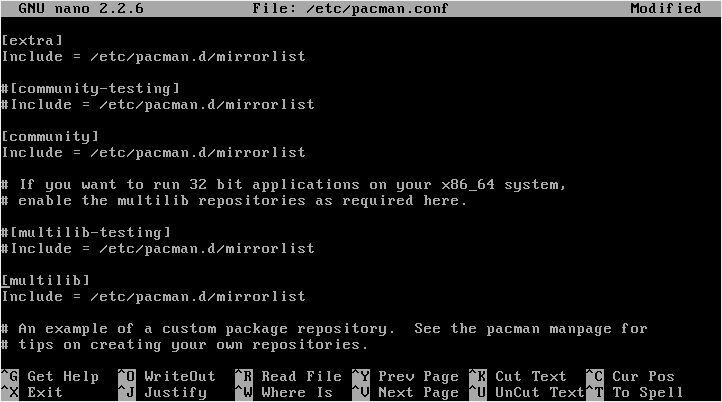 GNU nano 2.2.6 File: /etc/pacman.conf Modified
[extra]
Include = /etc/pacman.d/mirrorlist
#[community-testing]
#Include = /etc/pacman.d/mirrorlist
[community]
Include = /etc/pacman.d/mirrorlist
# If you want to run 32 bit applications on your x86_64 system,
# enable the multilib repositories as required here.
#[multilib-testing]
#Include = /etc/pacman.d/mirrorlist
[multilib]
Include = /etc/pacman.d/mirrorlist
# An example of a custom package repository.  See the pacman manpage for
# tips on creating your own repositories.
^G Get Help ^O WriteOut ^R Read File ^Y Prev Page ^K Cut Text ^C Cur Pos
^X Exit ^J Justify ^W Where Is ^V Next Page ^U UnCut Text ^T To Spell